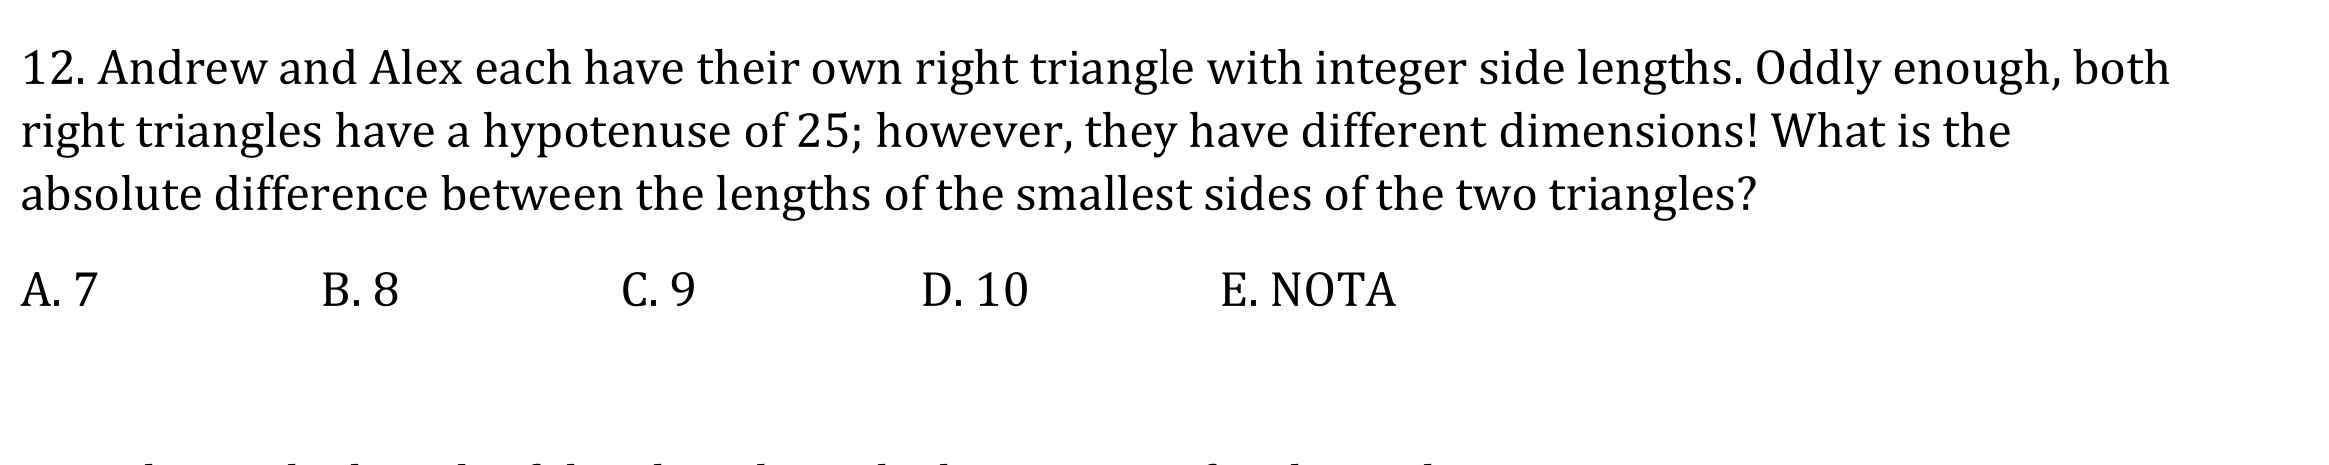 12. Andrew and Alex each have their own right triangle with integer side lengths. Oddly enough, both
right triangles have a hypotenuse of 25; however, they have different dimensions! What is the
absolute difference between the lengths of the smallest sides of the two triangles?
A. 7 B. 8 C. 9 D. 10 E. NOTA